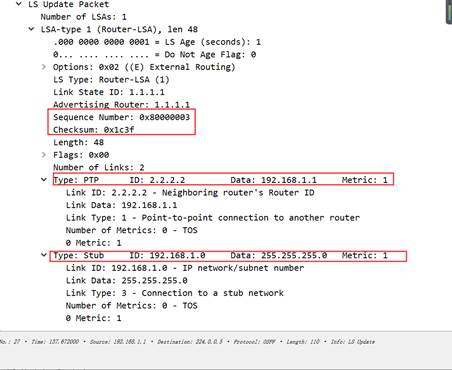 LS Update Packet
Number of LSAs: 1
LSA-type 1 (Router-LSA), len 48
.000 0000 0000 0001 = LS Age (seconds): 1
0... .... .... .... = Do Not Age Flag: 0
Options: 0x02 ((E) External Routing)
LS Type: Router-LSA (1)
Link State ID: 1.1.1.1
Advertising Router: 1.1.1.1
Sequence Number: 0x80000003
Checksum: 0x1c3f
Length: 48
Flags: 0x00
Number of Links: 2
Type: PTP ID: 2.2.2.2 Data: 192.168.1.1 Metric: 1
Link ID: 2.2.2.2 - Neighboring router's Router ID
Link Data: 192.168.1.1
Link Type: 1 - Point-to-point connection to another router
Number of Metrics: 0 - TOS
0 Metric: 1
Type: Stub ID: 192.168.1.0 Data: 255.255.255.0 Metric: 1
Link ID: 192.168.1.0 - IP network/subnet number
Link Data: 255.255.255.0
Link Type: 3 - Connection to a stub network
Number of Metrics: 0 - TOS
0 Metric: 1
No.: 27 • Time: 137.672000 • Source: 192.168.1.1 • Destination: 224.0.0.5 • Protocol: OSPF • Length: 110 • Info: LS Update